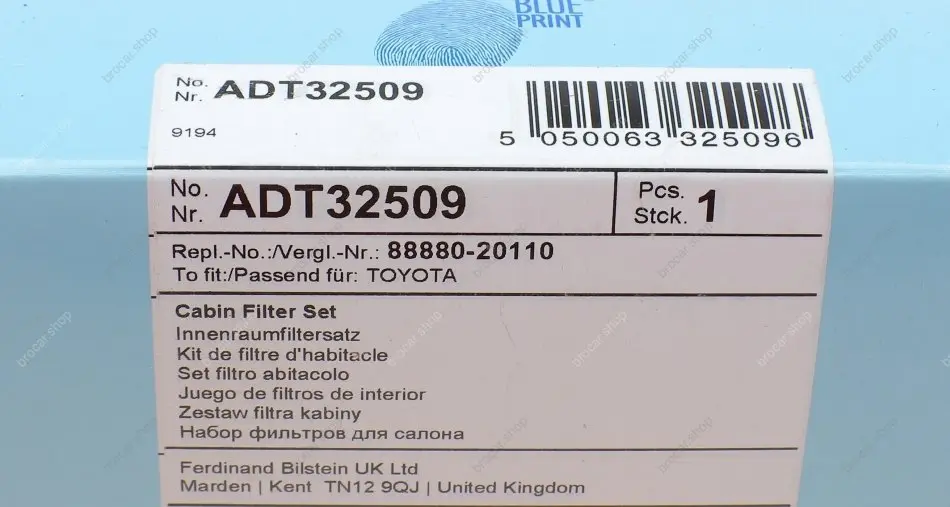 BLUE
PRINT
No.
Nr. ADT32509
9194
5 050063 325096
No.
Nr. ADT32509
Pcs.
Stck. 1
Repl.-No.:/Vergl.-Nr.: 88880-20110
To fit:/Passend für: TOYOTA
Cabin Filter Set
Innenraumfiltersatz
Kit de filtre d'habitacle
Set filtro abitacolo
Juego de filtros de interior
Zestaw filtra kabiny
Набор фильтров для салона
Ferdinand Bilstein UK Ltd
Marden | Kent TN12 9QJ | United Kingdom
brocar.shop